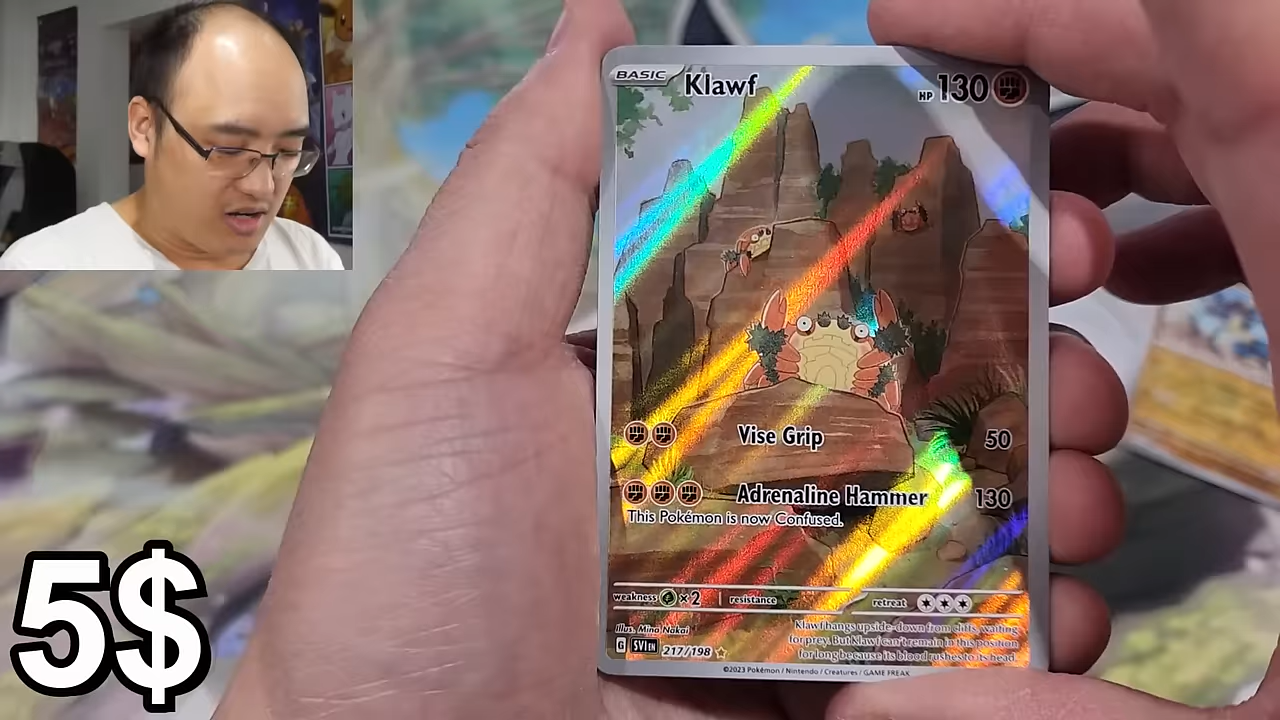 BASIC Klawf HP 130
Vise Grip 50
Adrenaline Hammer 130
This Pokémon is now Confused.
weakness ×2 resistance retreat
Illus. Mina Nakai
Klawf hangs upside-down from cliffs, waiting
for prey. But Klawf can't remain in this position
for long because its blood rushes to its head.
G SVI EN 217/198
©2023 Pokémon / Nintendo / Creatures / GAME FREAK
5$